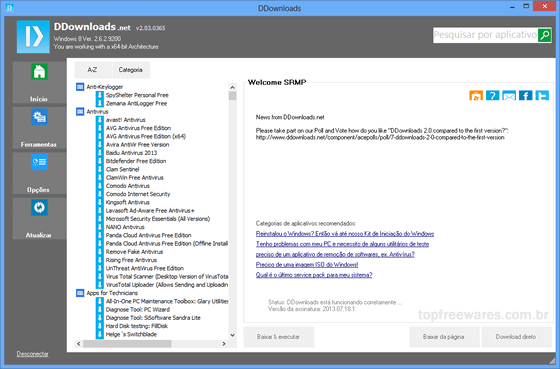 DDownloads
DDownloads .net v2.03.0365
Windows 8 Ver. 2.6.2.9200
You are working with a x64-bit Architecture
Pesquisar por aplicativo
Início
Ferramentas
Opções
Atualizar
Desconectar
A-Z
Categoria
Anti-Keylogger
SpyShelter Personal Free
Zemana AntiLogger Free
Antivirus
avast! Antivirus
AVG Antivirus Free Edition
AVG Antivirus Free Edition (x64)
Avira AntiVir Free Version
Baidu Antivirus 2013
Bitdefender Free Edition
Clam Sentinel
ClamWin Free Antivirus
Comodo Antivirus
Comodo Internet Security
Kingsoft Antivirus
Lavasoft Ad-Aware Free Antivirus+
Microsoft Security Essentials (All Versions)
NANO Antivirus
Panda Cloud Antivirus Free Edition
Panda Cloud Antivirus Free Edition (Offline Install
Remove Fake Antivirus
Rising Free Antivirus
UnThreat Antivirus Free Edition
Virus Total Scanner (Desktop Version of VirusTota
VirusTotal Uploader
Apps for Technicians
All-In-One PC Maintenance Toolbox: Glary Utilities
Diagnose Tool: PC Wizard
Diagnose Tool: SiSoftware Sandra Lite
Hard Disk testing: FillDisk
Helge´s Switchblade
Welcome SRMP
News from DDownloads.net
Please take part on our Poll and Vote how do you like "DDownloads 2.0 compared to the first version?":
http://www.ddownloads.net/component/acepolls/poll/7-ddownloads-2-0-compared-to-the-first-version
Categorias de aplicativos recomendados:
Reinstalou o Windows? Então vá até nosso Kit de Iniciação do Windows
Tenho problemas com meu PC e necessito de alguns utilitários de teste
preciso de um aplicativo de remoção de softwares, ex. Antivírus?
Preciso de uma imagem ISO do Windows!
Qual é o último service pack para meu sistema?
Status: DDownloads está funcionando corretamente ...
Versão da assinatura: 2013.07.18.1
topfreewares.com.br
Baixar & executar
Baixar da página
Download direto